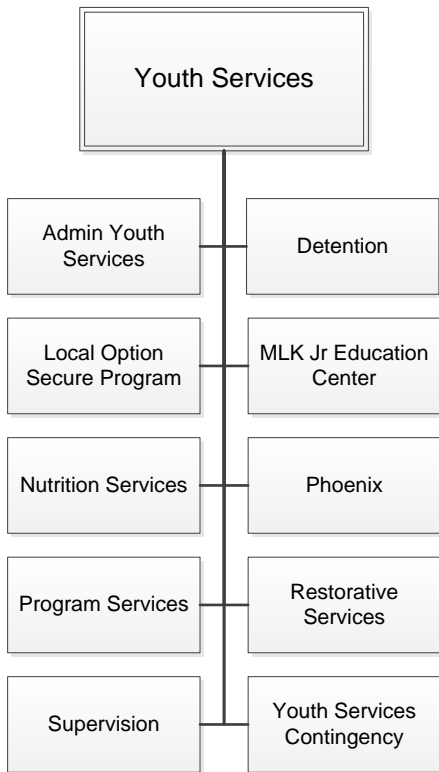 Youth Services
Admin Youth
Services
Detention
Local Option
Secure Program
MLK Jr Education
Center
Nutrition Services
Phoenix
Program Services
Restorative
Services
Supervision
Youth Services
Contingency